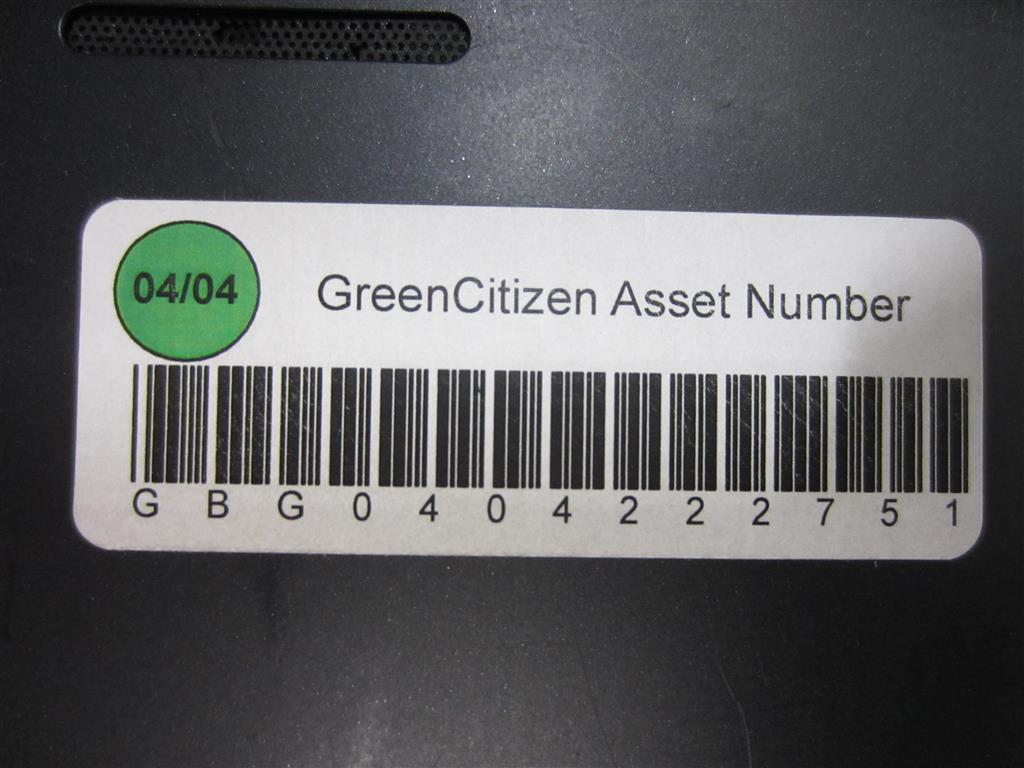 04/04
GreenCitizen Asset Number
G B G 0 4 0 4 2 2 2 7 5 1